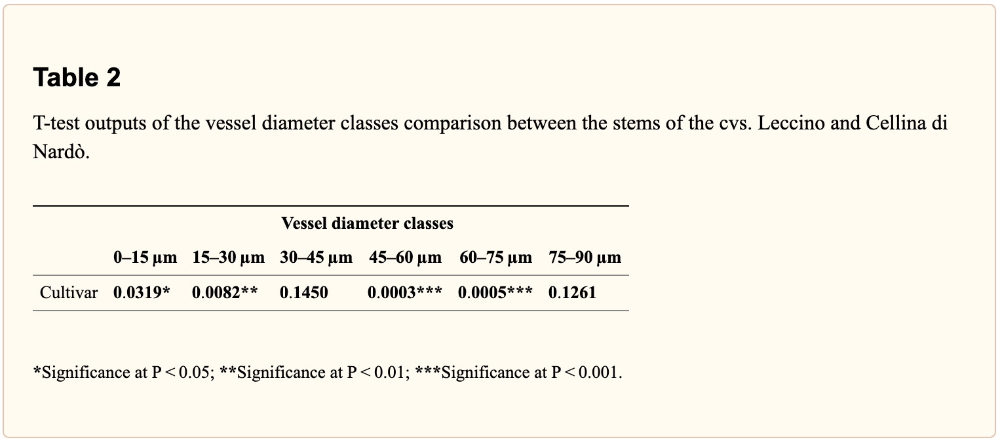 Table 2
T-test outputs of the vessel diameter classes comparison between the stems of the cvs. Leccino and Cellina di
Nardò.
Vessel diameter classes
0–15 μm 15–30 μm 30–45 μm 45–60 μm 60–75 μm 75–90 μm
Cultivar 0.0319* 0.0082** 0.1450 0.0003*** 0.0005*** 0.1261
*Significance at P < 0.05; **Significance at P < 0.01; ***Significance at P < 0.001.